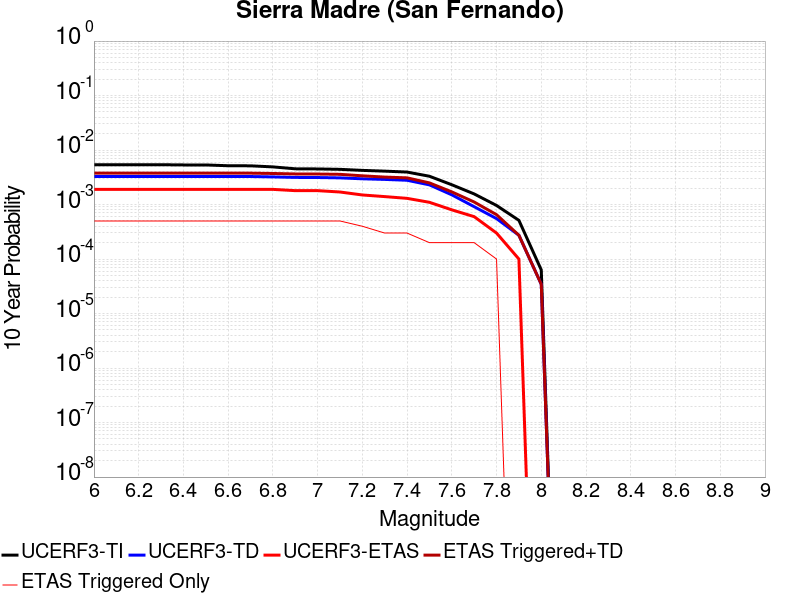 Sierra Madre (San Fernando)
10^0
10^-1
10^-2
10^-3
10^-4
10^-5
10^-6
10^-7
10^-8
10 Year Probability
6 6.2 6.4 6.6 6.8 7 7.2 7.4 7.6 7.8 8 8.2 8.4 8.6 8.8 9
Magnitude
UCERF3-TI UCERF3-TD UCERF3-ETAS ETAS Triggered+TD
ETAS Triggered Only